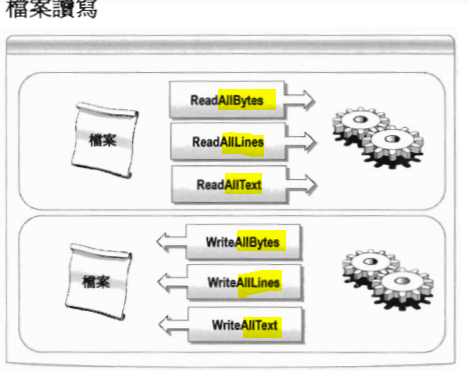 檔案讀寫
ReadAllBytes
檔案
ReadAllLines
ReadAllText
WriteAllBytes
檔案
WriteAllLines
WriteAllText